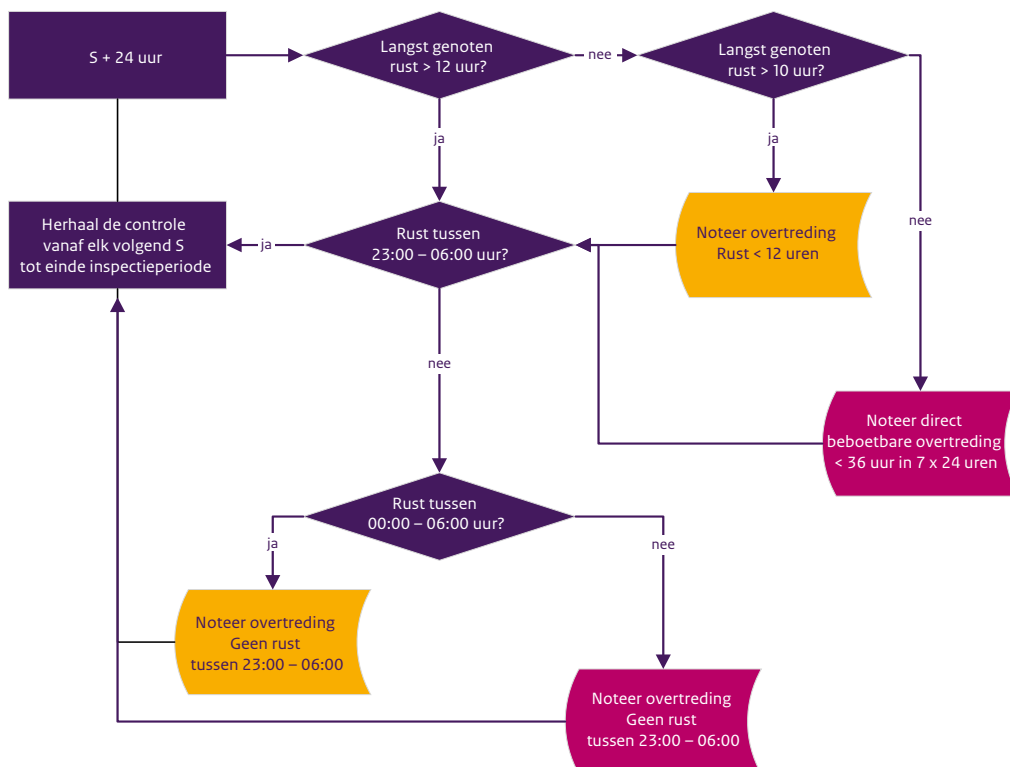 S + 24 uur
Langst genoten
rust > 12 uur?
nee
Langst genoten
rust > 10 uur?
ja
ja
nee
Herhaal de controle
vanaf elk volgend S
tot einde inspectieperiode
ja
Rust tussen
23:00 – 06:00 uur?
Noteer overtreding
Rust < 12 uren
nee
Noteer direct
beboetbare overtreding
< 36 uur in 7 x 24 uren
Rust tussen
00:00 – 06:00 uur?
ja
nee
Noteer overtreding
Geen rust
tussen 23:00 – 06:00
Noteer overtreding
Geen rust
tussen 23:00 – 06:00